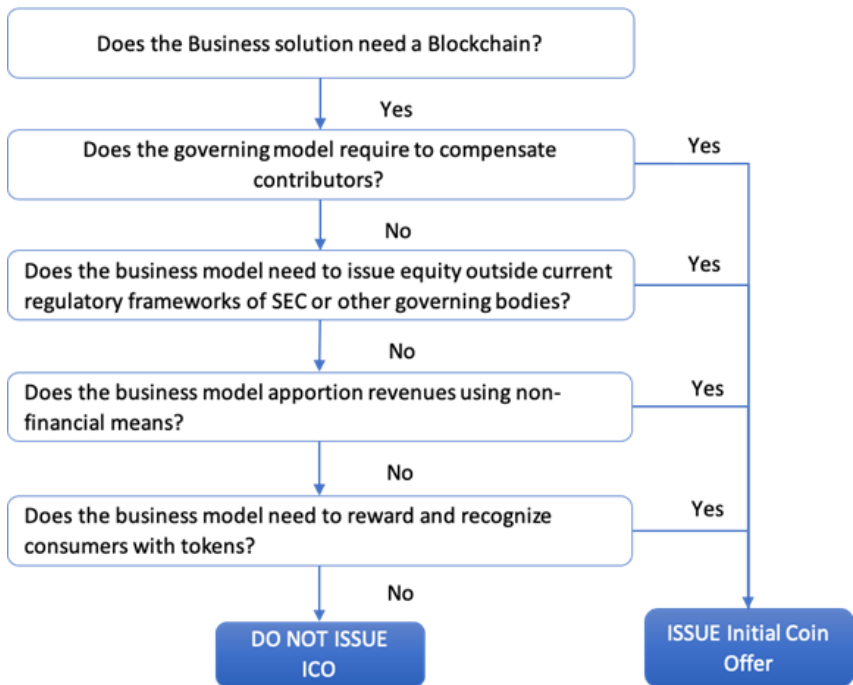 Does the Business solution need a Blockchain?
Yes
Does the governing model require to compensate
contributors?
Yes
No
Does the business model need to issue equity outside current
regulatory frameworks of SEC or other governing bodies?
Yes
No
Does the business model apportion revenues using non-
financial means?
Yes
No
Does the business model need to reward and recognize
consumers with tokens?
Yes
No
DO NOT ISSUE
ICO
ISSUE Initial Coin
Offer